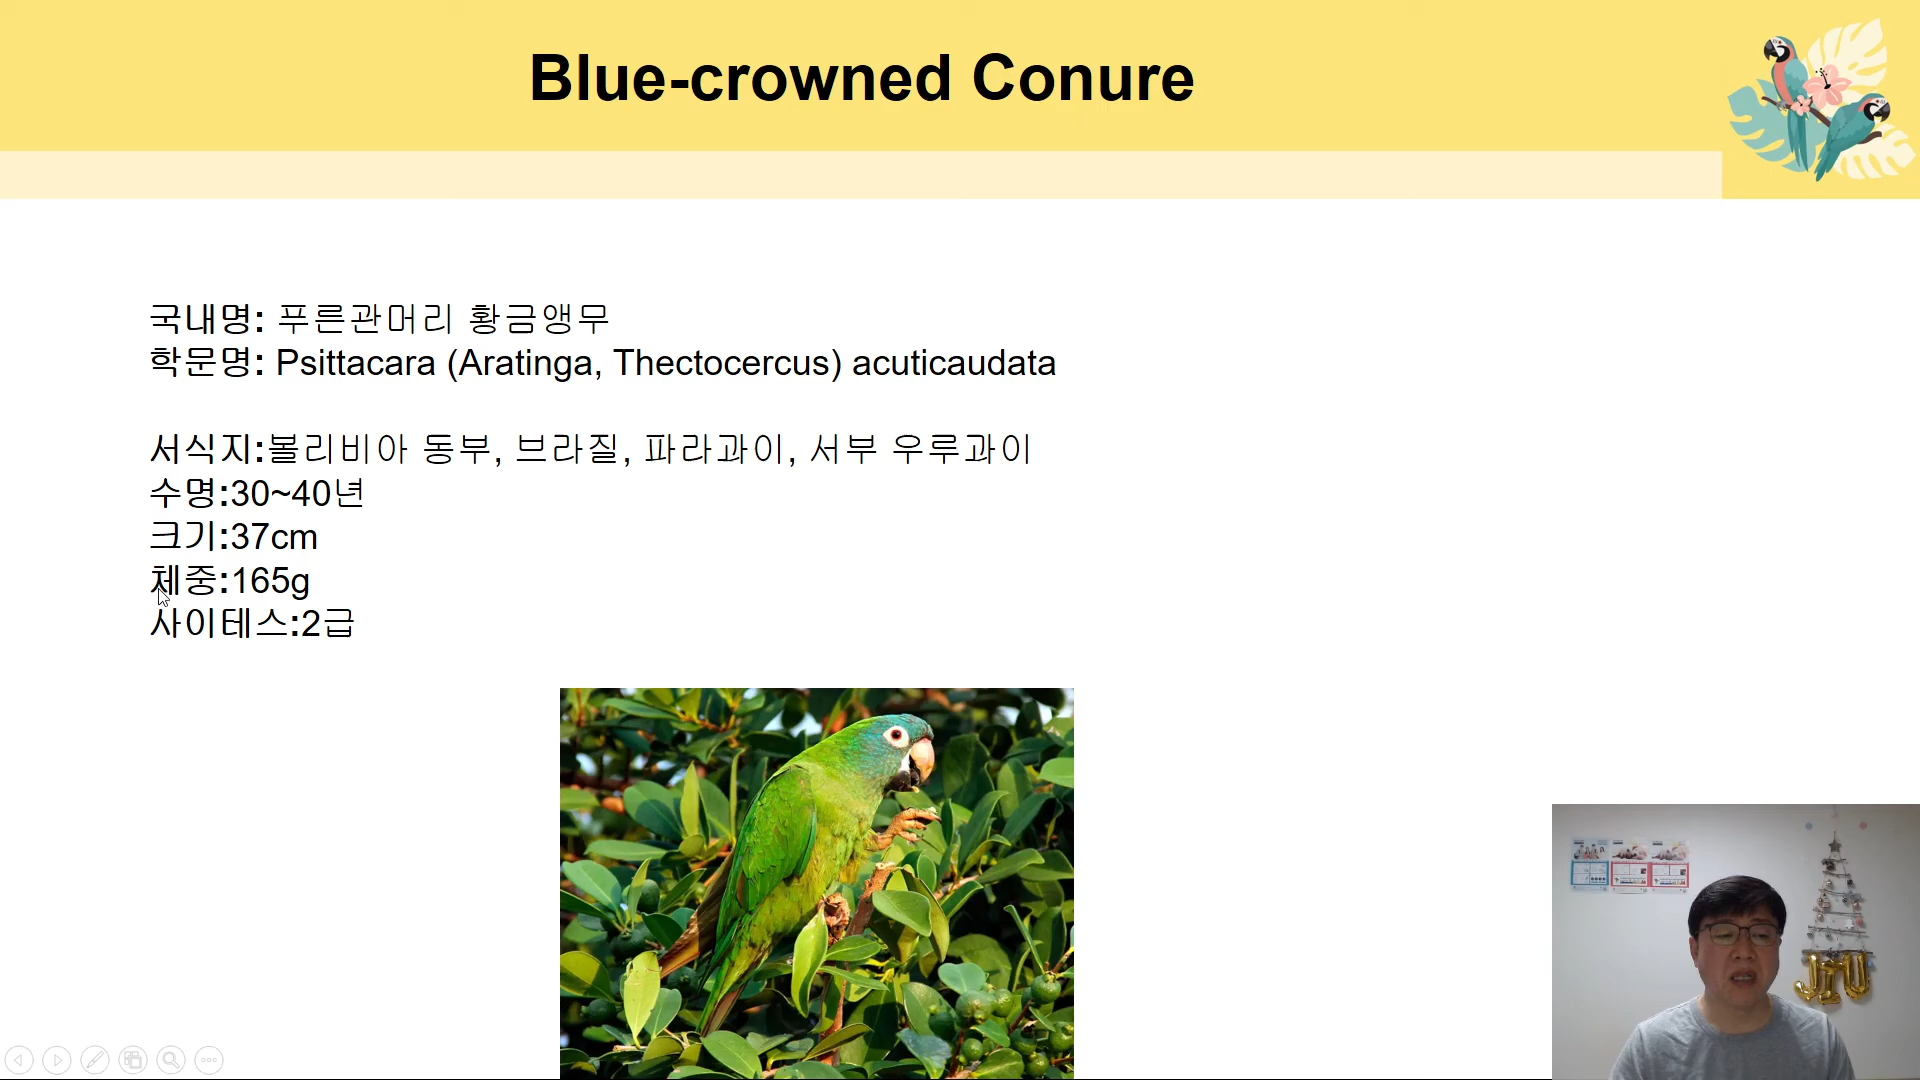 Blue-crowned Conure
국내명: 푸른관머리 황금앵무
학문명: Psittacara (Aratinga, Thectocercus) acuticaudata
서식지:볼리비아 동부, 브라질, 파라과이, 서부 우루과이
수명:30~40년
크기:37cm
체중:165g
사이테스:2급